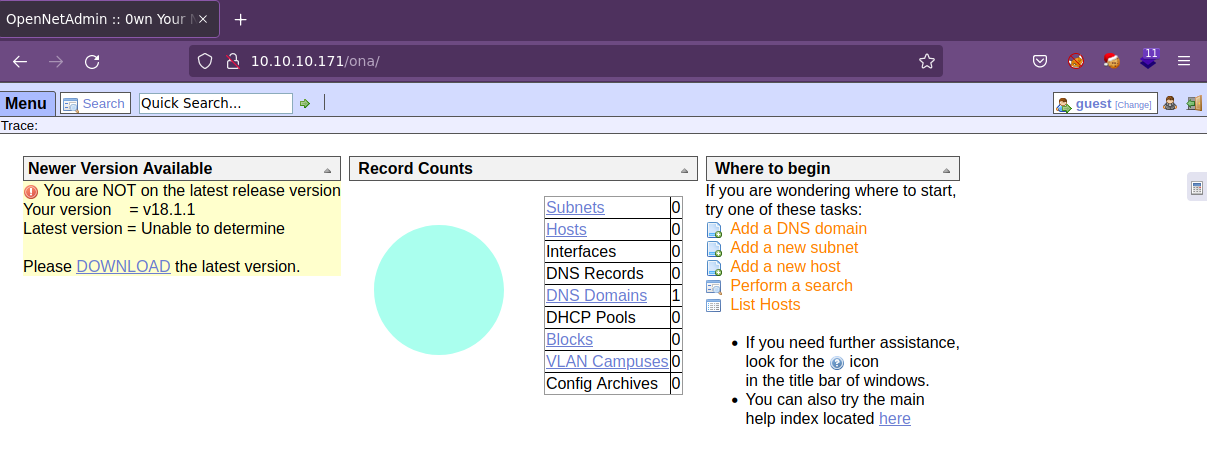 OpenNetAdmin :: 0wn Your N
10.10.10.171/ona/
11
Menu
Search
Quick Search...
guest [Change]
Trace:
Newer Version Available
You are NOT on the latest release version
Your version = v18.1.1
Latest version = Unable to determine
Please DOWNLOAD the latest version.
Record Counts
Subnets 0
Hosts 0
Interfaces 0
DNS Records 0
DNS Domains 1
DHCP Pools 0
Blocks 0
VLAN Campuses 0
Config Archives 0
Where to begin
If you are wondering where to start,
try one of these tasks:
Add a DNS domain
Add a new subnet
Add a new host
Perform a search
List Hosts
• If you need further assistance,
look for the ? icon
in the title bar of windows.
• You can also try the main
help index located here